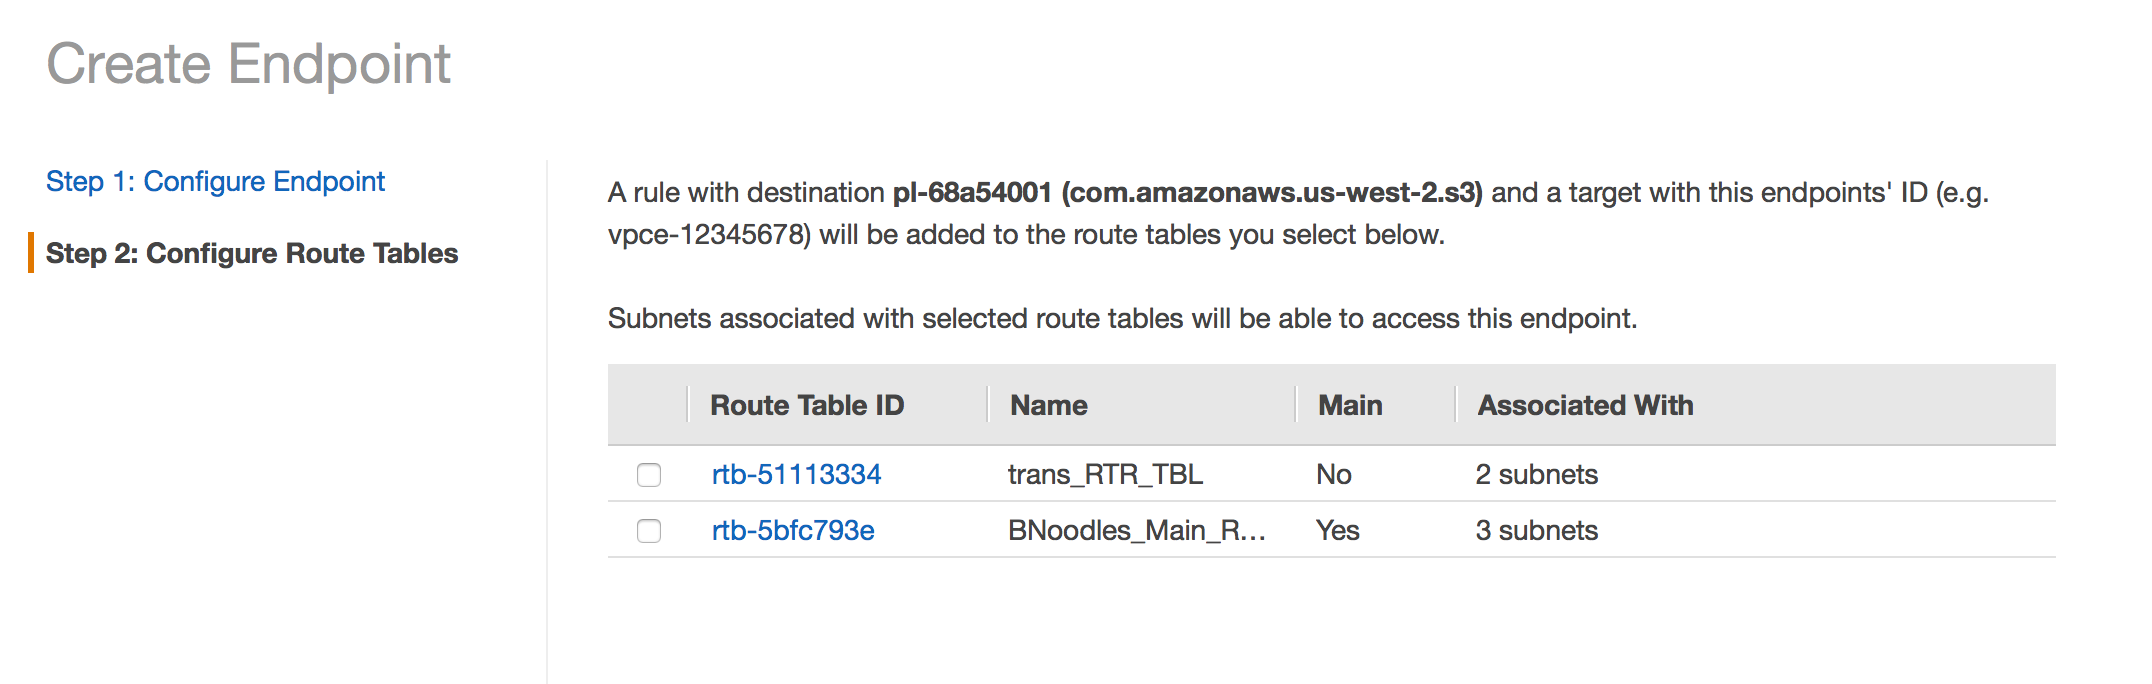 Create Endpoint
Step 1: Configure Endpoint
Step 2: Configure Route Tables
A rule with destination pl-68a54001 (com.amazonaws.us-west-2.s3) and a target with this endpoints' ID (e.g.
vpce-12345678) will be added to the route tables you select below.
Subnets associated with selected route tables will be able to access this endpoint.
Route Table ID Name Main Associated With
rtb-51113334 trans_RTR_TBL No 2 subnets
rtb-5bfc793e BNoodles_Main_R... Yes 3 subnets